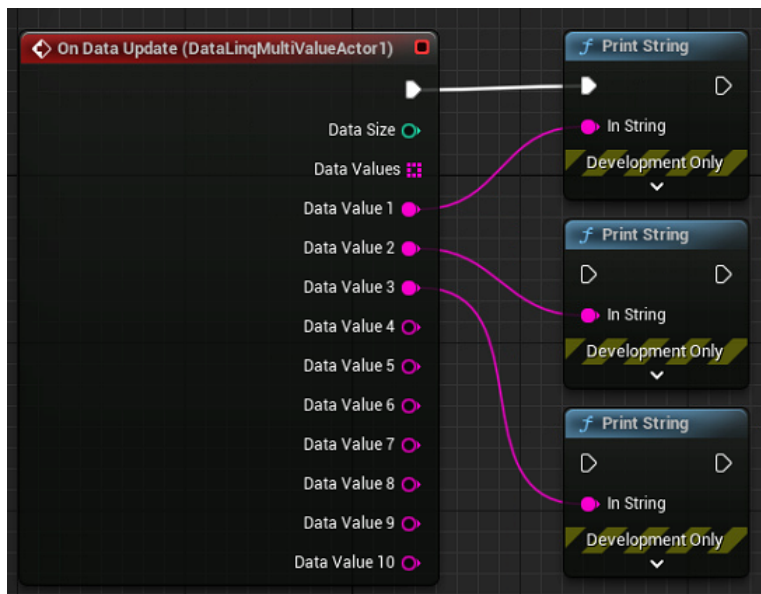 On Data Update (DataLinqMultiValueActor1)
Data Size
Data Values
Data Value 1
Data Value 2
Data Value 3
Data Value 4
Data Value 5
Data Value 6
Data Value 7
Data Value 8
Data Value 9
Data Value 10
f Print String
In String
Development Only
f Print String
In String
Development Only
f Print String
In String
Development Only